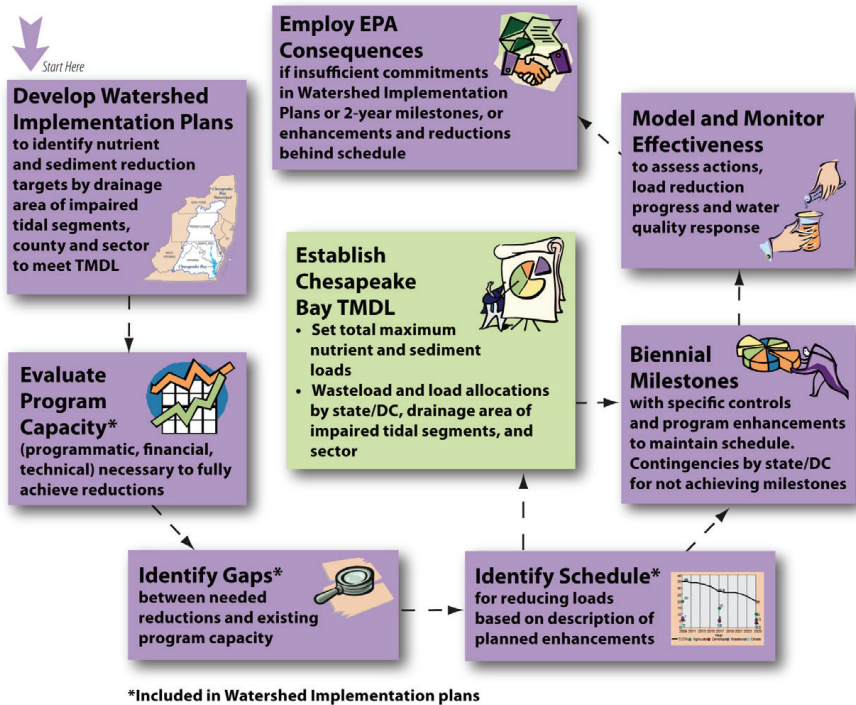 Start Here
Develop Watershed
Implementation Plans
to identify nutrient
and sediment reduction
targets by drainage
area of impaired
tidal segments,
county and sector
to meet TMDL
Evaluate
Program
Capacity*
(programmatic, financial,
technical) necessary to fully
achieve reductions
Identify Gaps*
between needed
reductions and existing
program capacity
Identify Schedule*
for reducing loads
based on description of
planned enhancements
Establish
Chesapeake
Bay TMDL
• Set total maximum
nutrient and sediment
loads
• Wasteload and load allocations
by state/DC, drainage area of
impaired tidal segments, and
sector
Biennial
Milestones
with specific controls
and program enhancements
to maintain schedule.
Contingencies by state/DC
for not achieving milestones
Model and Monitor
Effectiveness
to assess actions,
load reduction
progress and water
quality response
Employ EPA
Consequences
if insufficient commitments
in Watershed Implementation
Plans or 2-year milestones, or
enhancements and reductions
behind schedule
*Included in Watershed Implementation plans